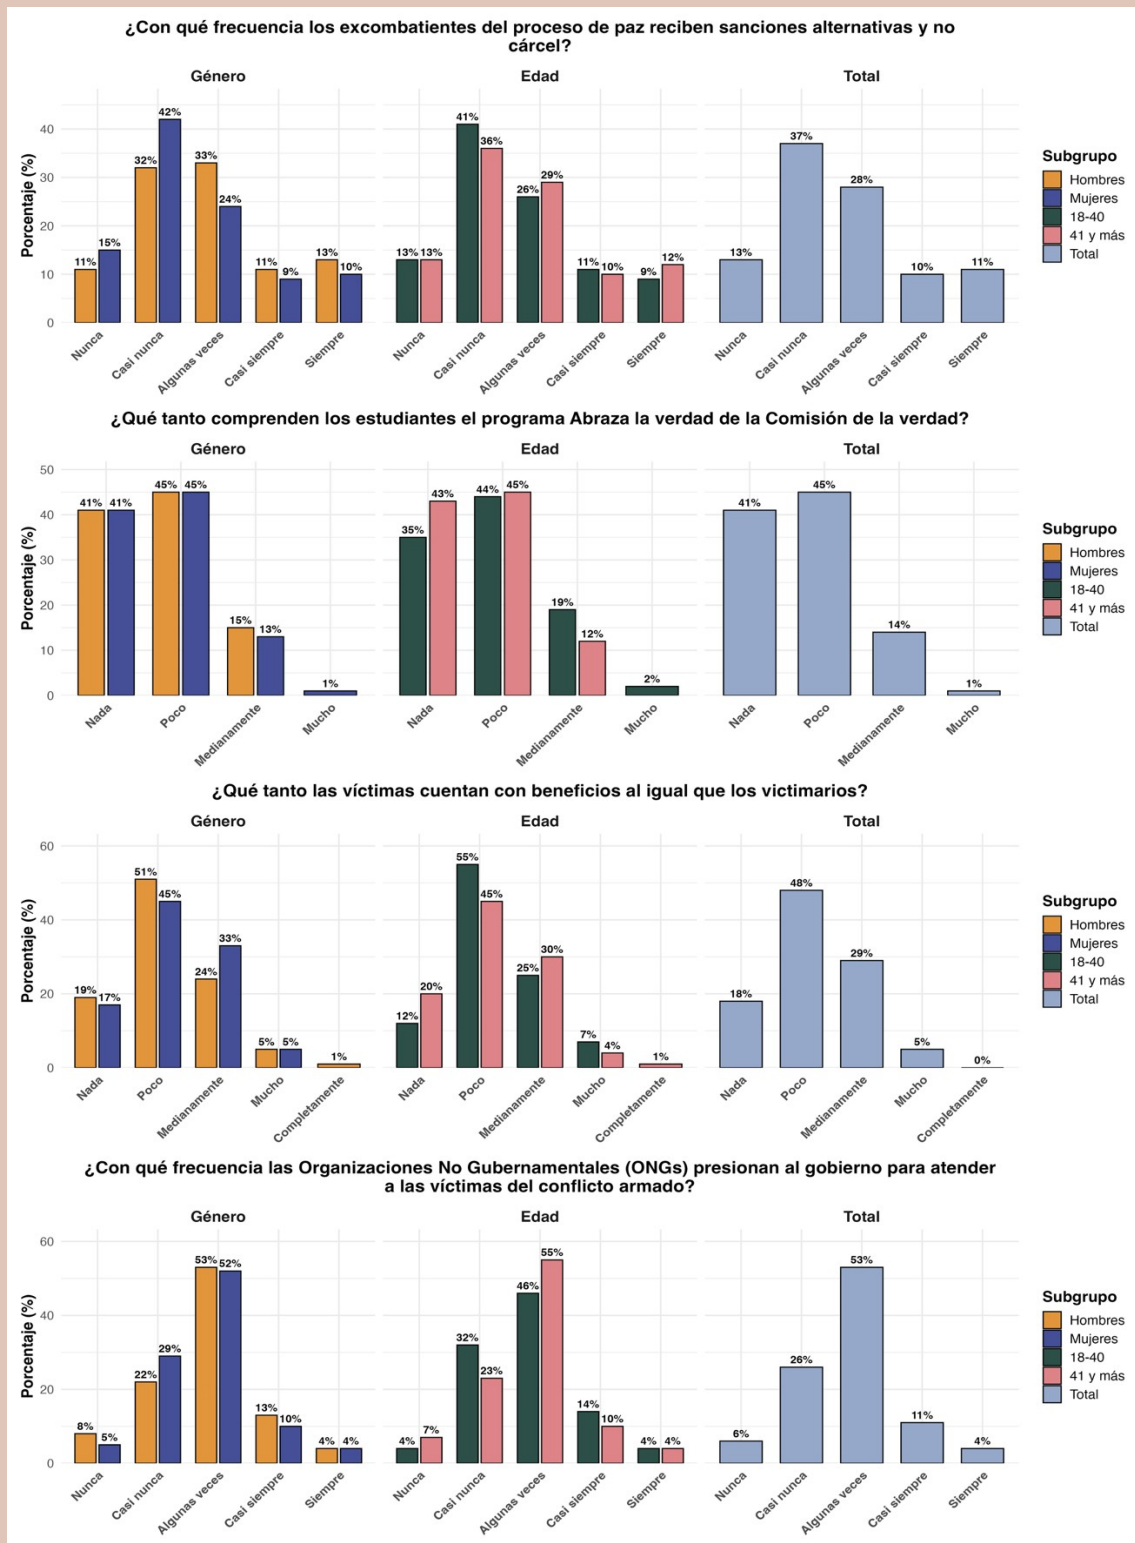 ¿Con qué frecuencia los excombatientes del proceso de paz reciben sanciones alternativas y no
cárcel?
Género
Edad
Total
Porcentaje (%)
40
30
20
10
0
11% 15% 32% 42% 33% 24% 11% 9% 13% 10%
13% 13% 41% 36% 26% 29% 11% 10% 9% 12%
13% 37% 28% 10% 11%
Nunca Casi nunca Algunas veces Casi siempre Siempre
Nunca Casi nunca Algunas veces Casi siempre Siempre
Nunca Casi nunca Algunas veces Casi siempre Siempre
Subgrupo
Hombres
Mujeres
18-40
41 y más
Total
¿Qué tanto comprenden los estudiantes el programa Abraza la verdad de la Comisión de la verdad?
Género
Edad
Total
Porcentaje (%)
50
40
30
20
10
0
41% 41% 45% 45% 15% 13% 1%
35% 43% 44% 45% 19% 12% 2%
41% 45% 14% 1%
Nada Poco Medianamente Mucho
Nada Poco Medianamente Mucho
Nada Poco Medianamente Mucho
Subgrupo
Hombres
Mujeres
18-40
41 y más
Total
¿Qué tanto las víctimas cuentan con beneficios al igual que los victimarios?
Género
Edad
Total
Porcentaje (%)
60
40
20
0
19% 17% 51% 45% 24% 33% 5% 5% 1%
12% 20% 55% 45% 25% 30% 7% 4% 1%
18% 48% 29% 5% 0%
Nada Poco Medianamente Mucho Completamente
Nada Poco Medianamente Mucho Completamente
Nada Poco Medianamente Mucho Completamente
Subgrupo
Hombres
Mujeres
18-40
41 y más
Total
¿Con qué frecuencia las Organizaciones No Gubernamentales (ONGs) presionan al gobierno para atender
a las víctimas del conflicto armado?
Género
Edad
Total
Porcentaje (%)
60
40
20
0
8% 5% 22% 29% 53% 52% 13% 10% 4% 4%
4% 7% 32% 23% 46% 55% 14% 10% 4% 4%
6% 26% 53% 11% 4%
Nunca Casi nunca Algunas veces Casi siempre Siempre
Nunca Casi nunca Algunas veces Casi siempre Siempre
Nunca Casi nunca Algunas veces Casi siempre Siempre
Subgrupo
Hombres
Mujeres
18-40
41 y más
Total